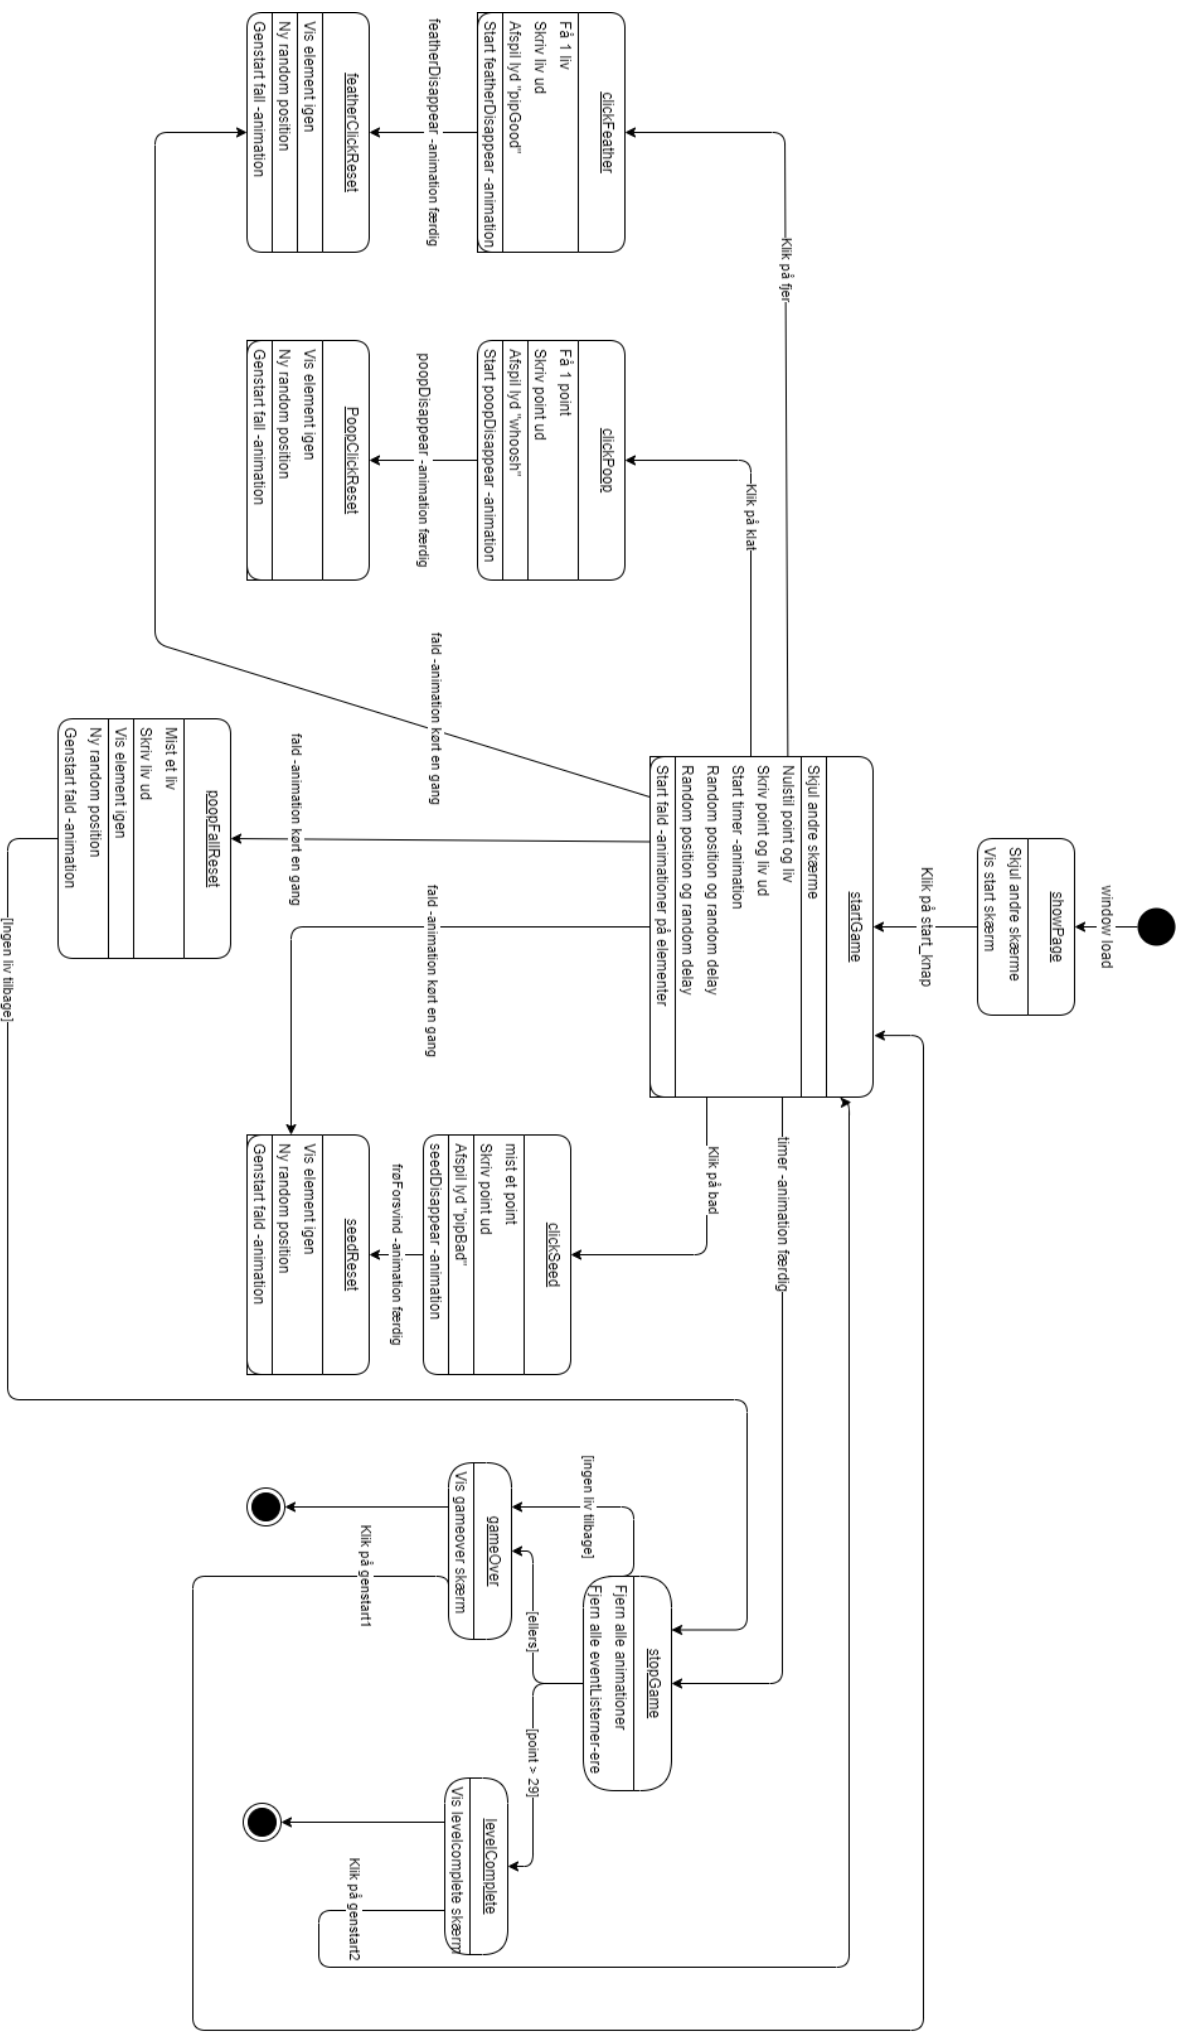 window load
showPage
Skjul andre skærme
Vis start skærm
Klik på start_knap
startGame
Skjul andre skærme
Nulstil point og liv
Skriv point og liv ud
Start timer -animation
Random position og random delay
Random position og random delay
Start fald -animationer på elementer
Klik på fjer
Klik på klat
timer -animation færdig
Klik på bad
clickFeather
Få 1 liv
Skriv liv ud
Afspil lyd "pipGood"
Start featherDisappear -animation
featherDisappear -animation færdig
featherClickReset
Vis element igen
Ny random position
Genstart fall -animation
clickPoop
Få 1 point
Skriv point ud
Afspil lyd "whoosh"
Start poopDisappear -animation
poopDisappear -animation færdig
PoopClickReset
Vis element igen
Ny random position
Genstart fall -animation
fald -animation kørt en gang
fald -animation kørt en gang
fald -animation kørt en gang
poopFallReset
Mist et liv
Skriv liv ud
Vis element igen
Ny random position
Genstart fald -animation
[Ingen liv tilbage]
clickSeed
mist et point
Skriv point ud
Afspil lyd "pipBad"
seedDisappear -animation
frøForsvind -animation færdig
seedReset
Vis element igen
Ny random position
Genstart fald -animation
stopGame
Fjern alle animationer
Fjern alle eventListerner-ere
[ingen liv tilbage]
[ellers]
[point > 29]
gameOver
Vis gameover skærm
Klik på genstart1
levelComplete
Vis levelcomplete skærm
Klik på genstart2